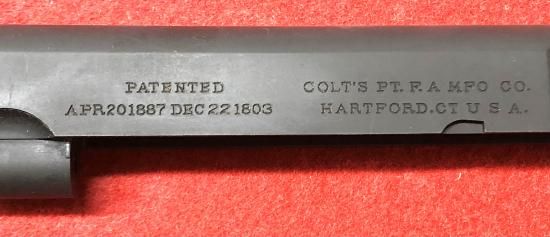 PATENTED
APR201887 DEC221803
COLT'S PT. F. A MFG CO.
HARTFORD. CT U S A.